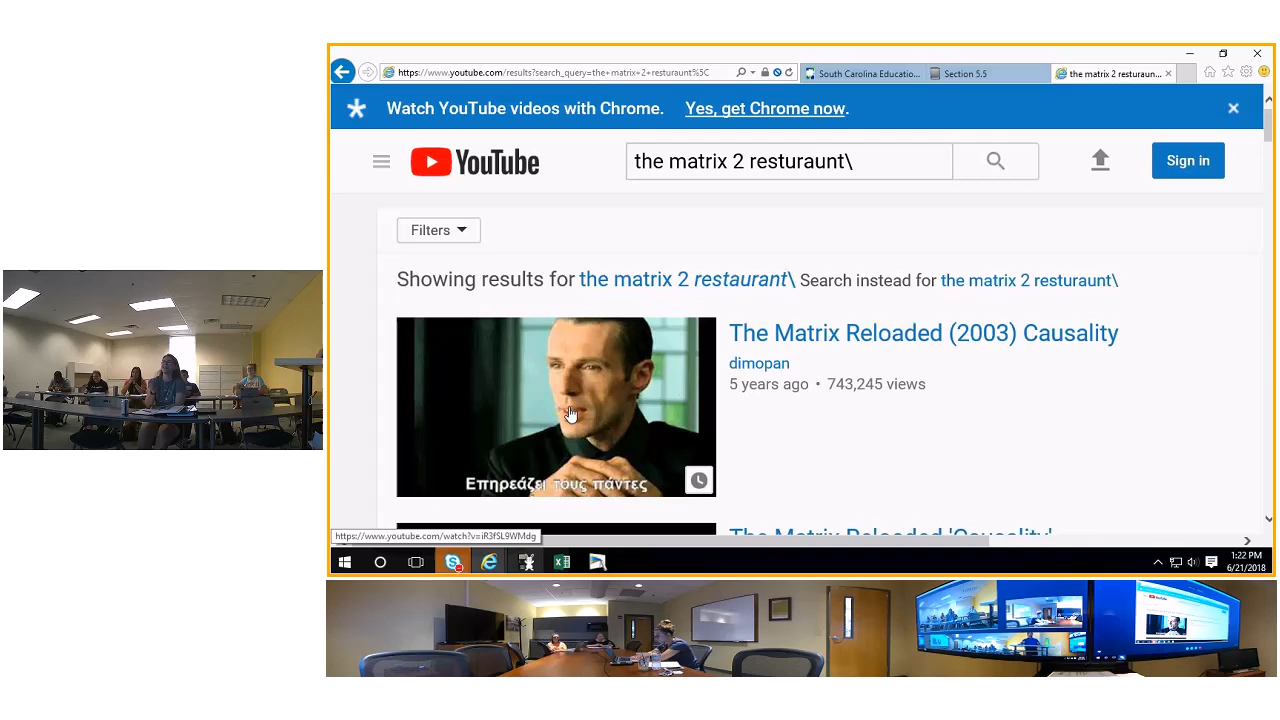 https://www.youtube.com/results?search_query=the+matrix+2+resturaunt%5C
South Carolina Educatio...
Section 5.5
the matrix 2 resturaun...
Watch YouTube videos with Chrome. Yes, get Chrome now.
YouTube
the matrix 2 resturaunt\
Sign in
Filters
Showing results for the matrix 2 restaurant\ Search instead for the matrix 2 resturaunt\
The Matrix Reloaded (2003) Causality
dimopan
5 years ago • 743,245 views
Επηρεάζει τους πάντες
The Matrix Reloaded 'Causality'
https://www.youtube.com/watch?v=iR3fSL9WMdg
1:22 PM
6/21/2018